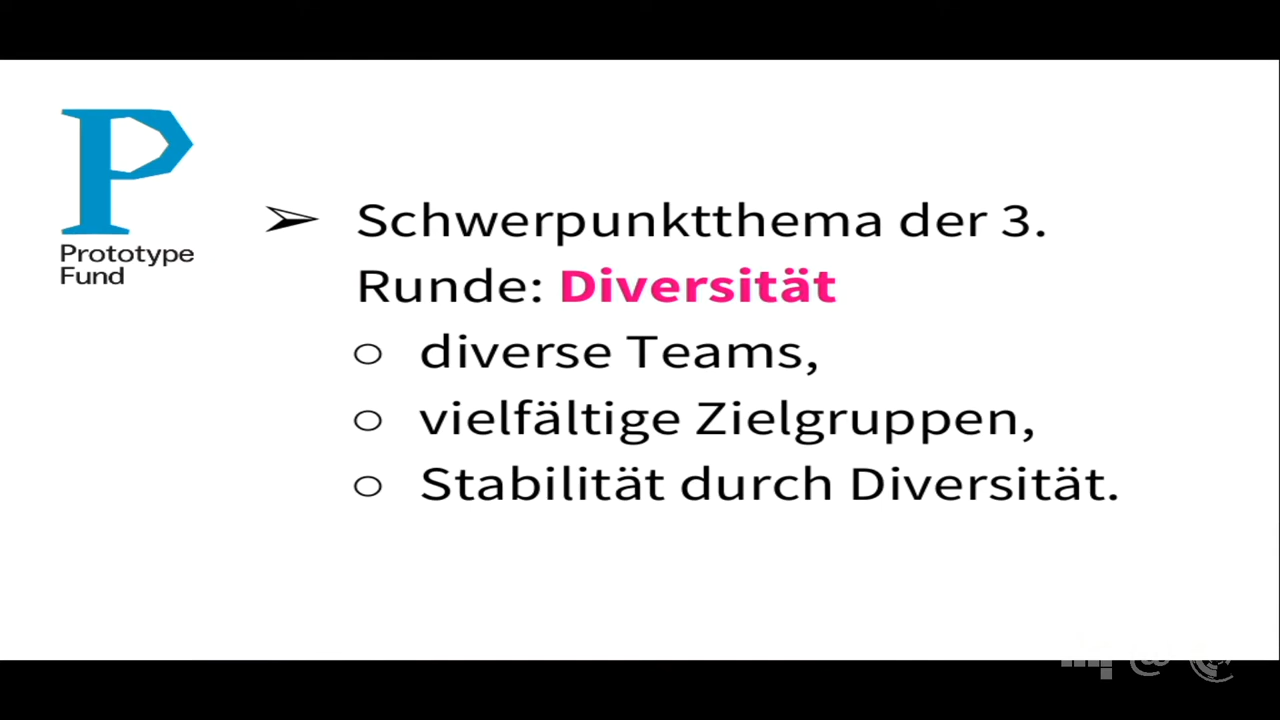 P
Prototype
Fund
➢ Schwerpunktthema der 3.
Runde: Diversität
○ diverse Teams,
○ vielfältige Zielgruppen,
○ Stabilität durch Diversität.